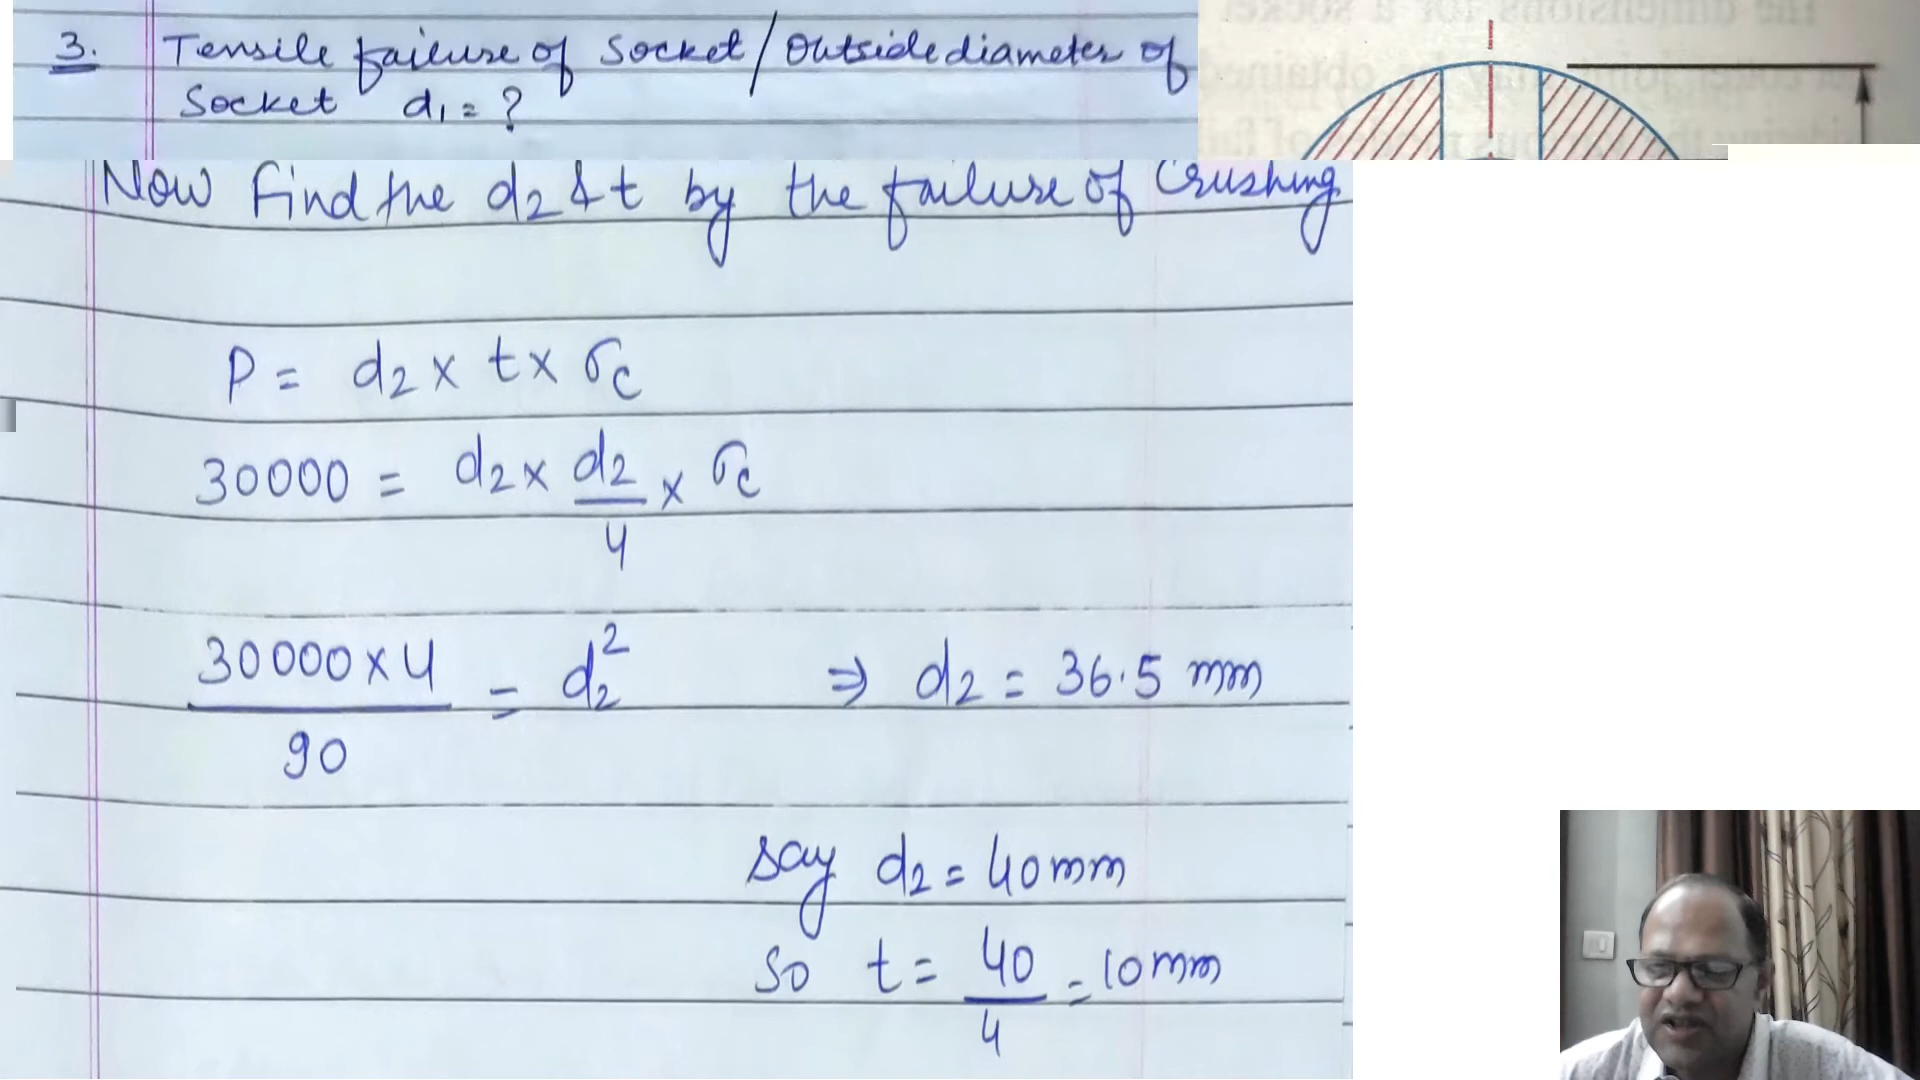 3. Tensile failure of Socket/Outside diameter of
Socket d₁ = ?
Now find the d₂ & t by the failure of Crushing
P = d₂ × t × σc
30000 = d₂ × d₂/4 × σc
30000 × 4 / 90 = d₂² ⇒ d₂ = 36.5 mm
say d₂ = 40 mm
so t = 40/4 = 10 mm